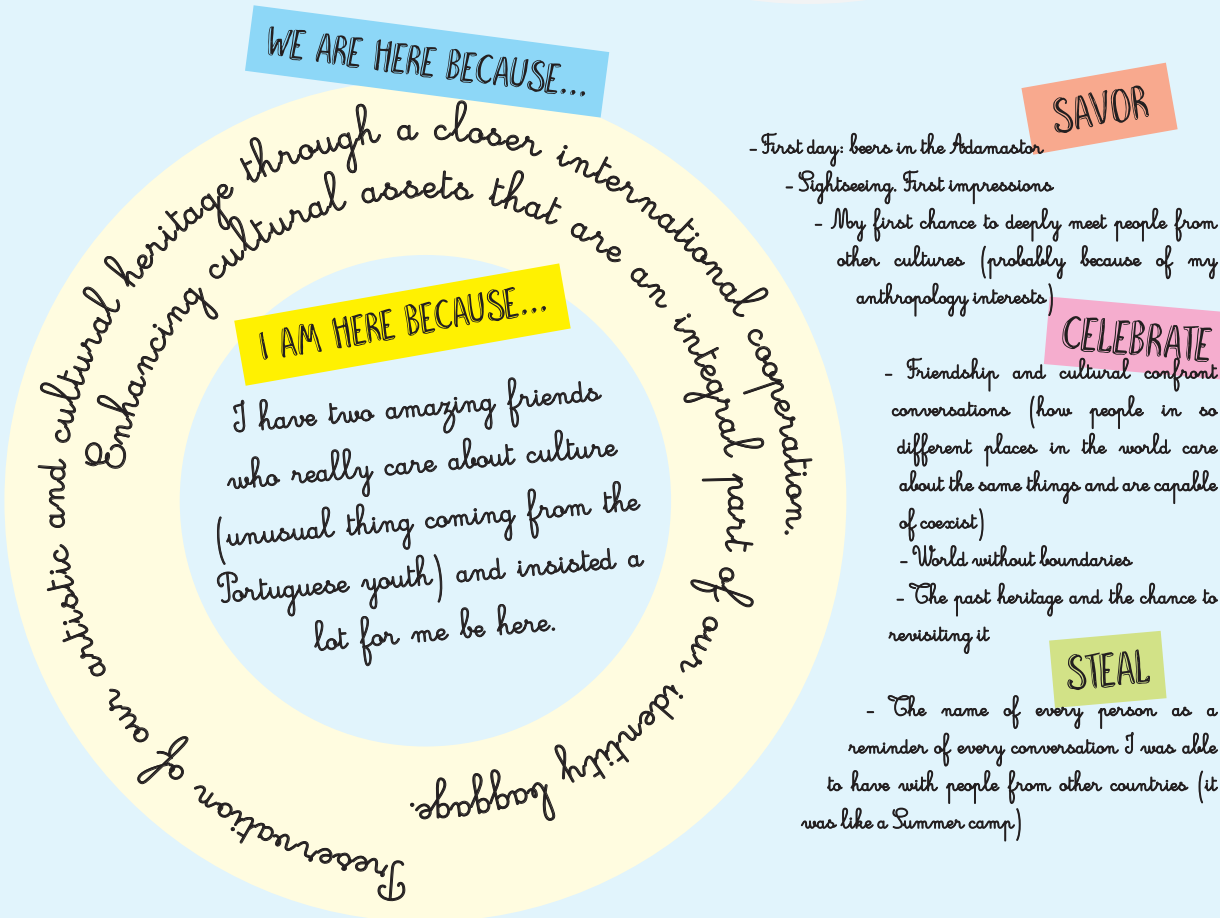 WE ARE HERE BECAUSE...
Preservation of our artistic and cultural heritage through a closer international cooperation.
Enhancing cultural assets that are an integral part of our identity baggage.
I AM HERE BECAUSE...
I have two amazing friends
who really care about culture
(unusual thing coming from the
Portuguese youth) and insisted a
lot for me be here.
SAVOR
- First day: beers in the Adamastor
- Sightseeing. First impressions
- My first chance to deeply meet people from
other cultures (probably because of my
anthropology interests)
CELEBRATE
- Friendship and cultural confront
conversations (how people in so
different places in the world care
about the same things and are capable
of coexist)
- World without boundaries
- The past heritage and the chance to
revisiting it
STEAL
- The name of every person as a
reminder of every conversation I was able
to have with people from other countries (it
was like a Summer camp)